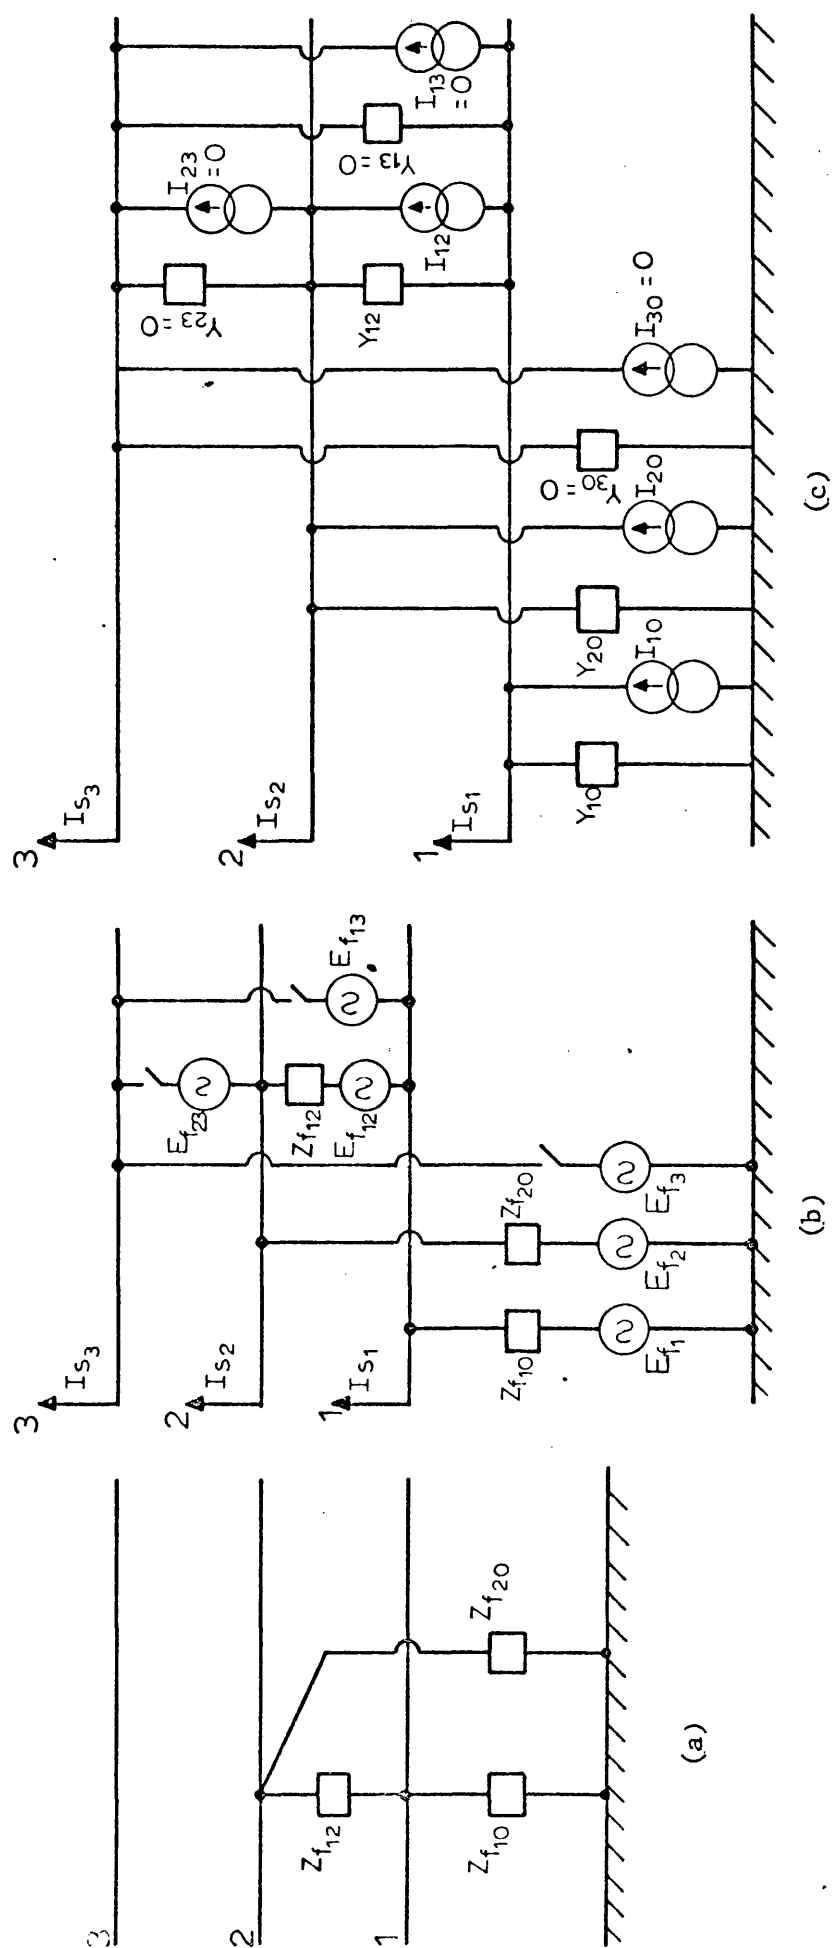 3
2
1
Zf12
Zf10
Zf20
(a)
3
Is3
2
Is2
1
Is1
Ef23
Zf12
Ef12
Ef13
Zf10
Zf20
Ef1
Ef2
Ef3
(b)
3
Is3
2
Is2
1
Is1
Y23=0
I23
=0
Y12
I12
Y13=0
I13
=0
Y10
I10
Y20
I20
Y30=0
I30=0
(c)